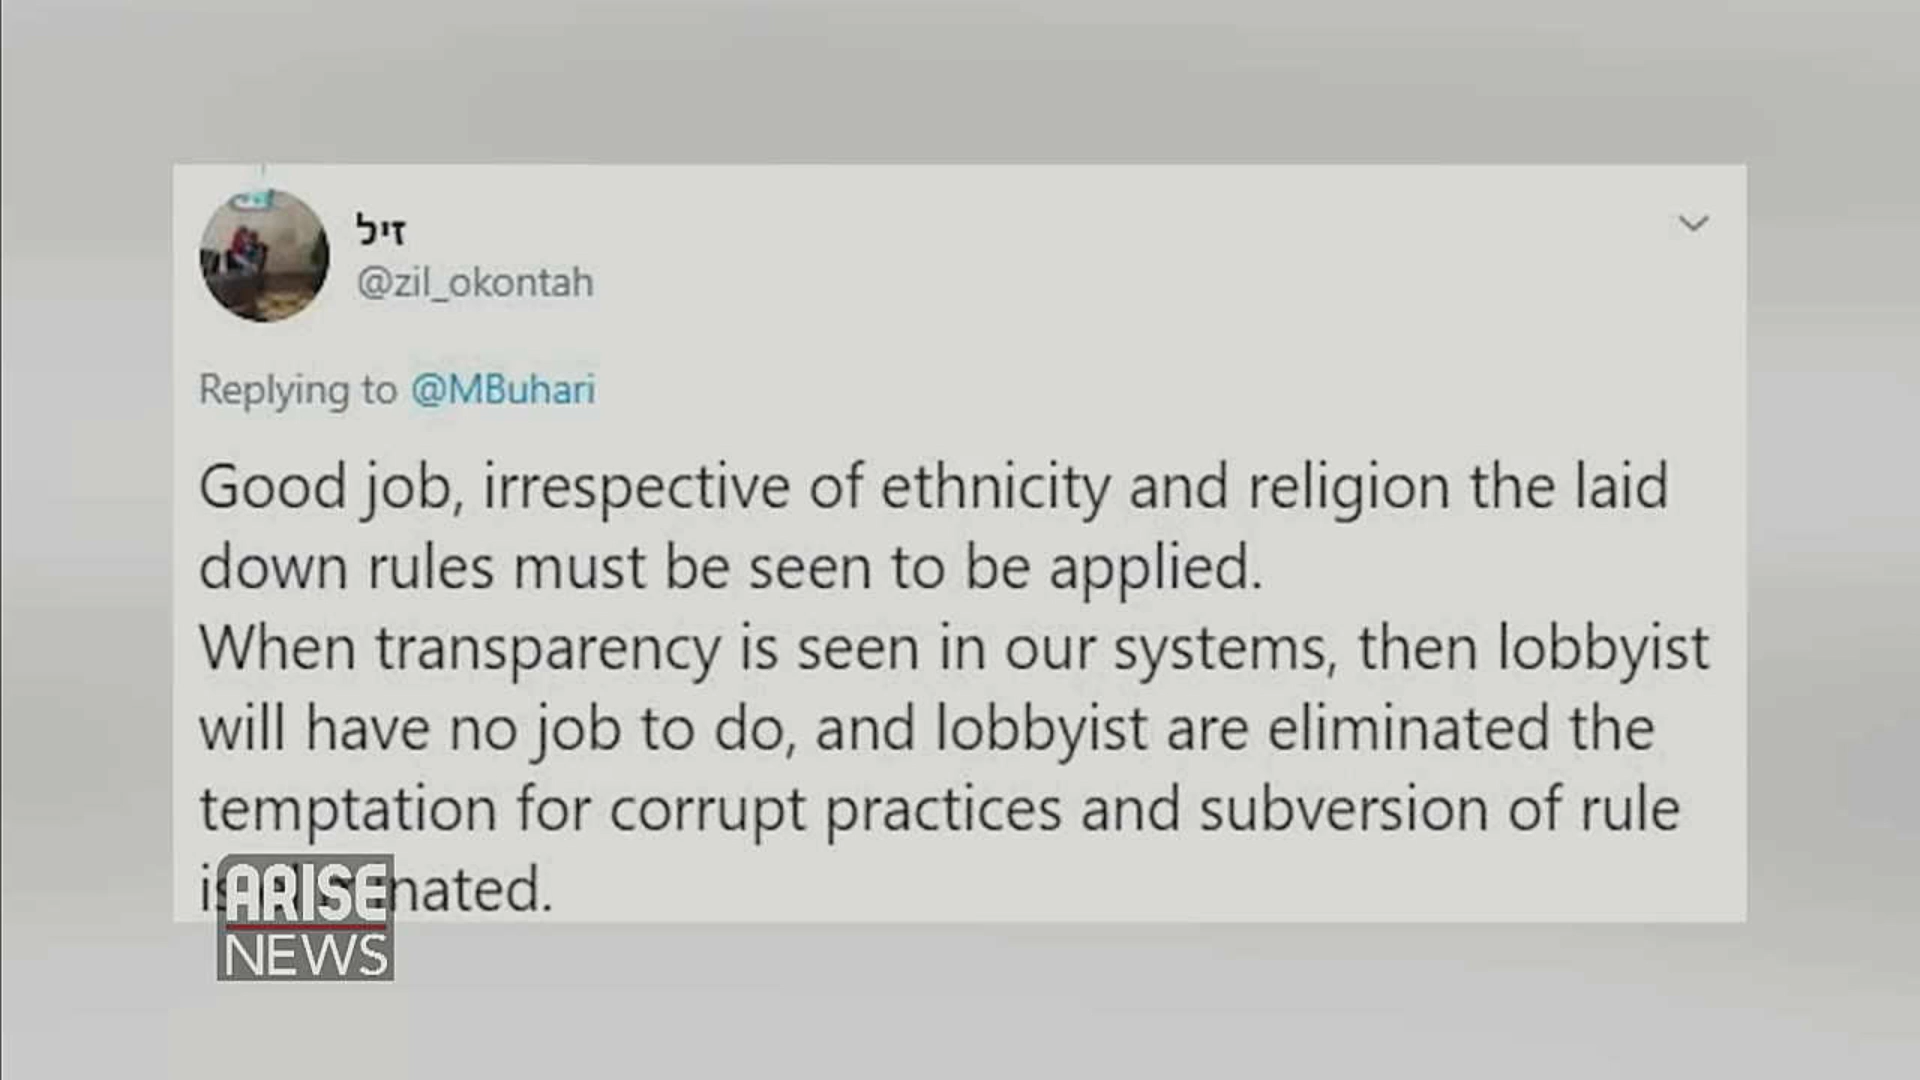 זיל
@zil_okontah
Replying to @MBuhari
Good job, irrespective of ethnicity and religion the laid
down rules must be seen to be applied.
When transparency is seen in our systems, then lobbyist
will have no job to do, and lobbyist are eliminated the
temptation for corrupt practices and subversion of rule
is eliminated.
ARISE
NEWS